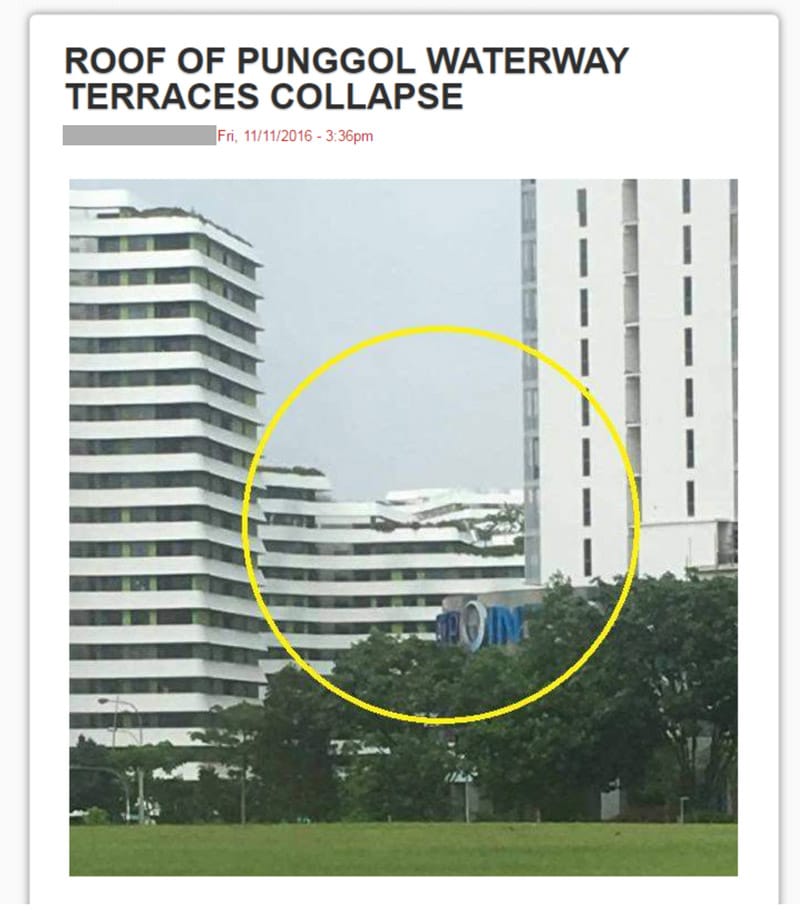 ROOF OF PUNGGOL WATERWAY
TERRACES COLLAPSE
Fri, 11/11/2016 - 3:36pm